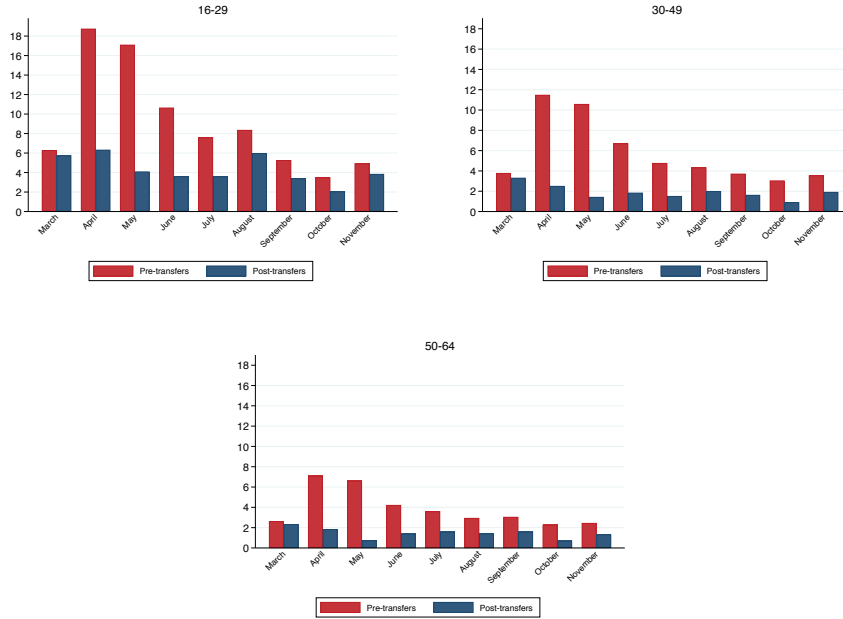 16-29
18
16
14
12
10
8
6
4
2
0
March
April
May
June
July
August
September
October
November
Pre-transfers
Post-transfers
30-49
18
16
14
12
10
8
6
4
2
0
March
April
May
June
July
August
September
October
November
Pre-transfers
Post-transfers
50-64
18
16
14
12
10
8
6
4
2
0
March
April
May
June
July
August
September
October
November
Pre-transfers
Post-transfers